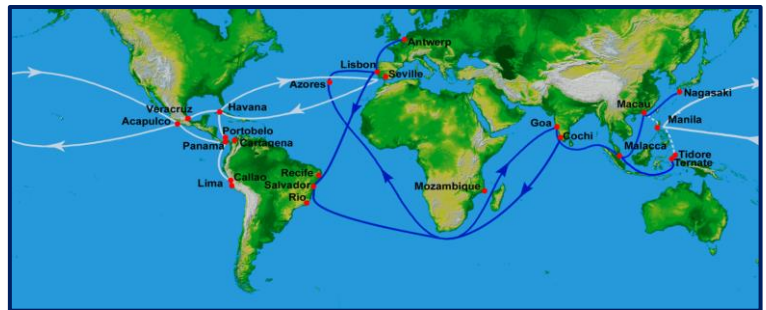 Antwerp
Lisbon
Seville
Azores
Nagasaki
Macau
Veracruz
Havana
Acapulco
Manila
Goa
Cochi
Portobelo
Panama
Cartagena
Malacca
Tidore
Ternate
Recife
Callao
Lima
Salvador
Mozambique
Rio